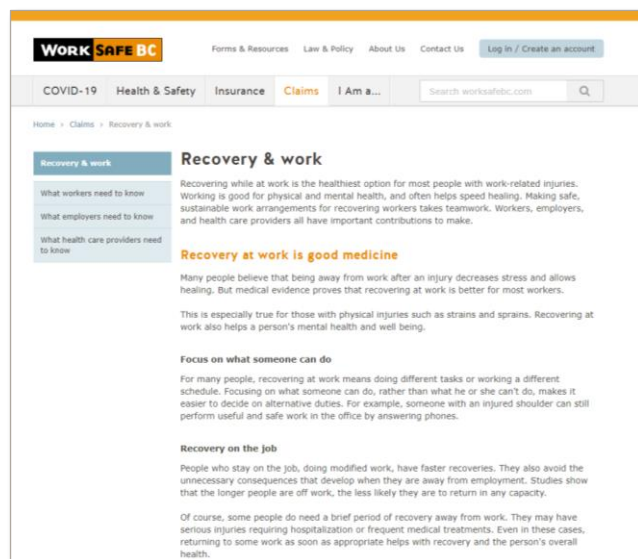 WORK SAFE BC
Forms & Resources Law & Policy About Us Contact Us Log in / Create an account
COVID-19 Health & Safety Insurance Claims I Am a... Search worksafebc.com
Home > Claims > Recovery & work
Recovery & work
What workers need to know
What employers need to know
What health care providers need
to know
Recovery & work
Recovering while at work is the healthiest option for most people with work-related injuries.
Working is good for physical and mental health, and often helps speed healing. Making safe,
sustainable work arrangements for recovering workers takes teamwork. Workers, employers,
and health care providers all have important contributions to make.
Recovery at work is good medicine
Many people believe that being away from work after an injury decreases stress and allows
healing. But medical evidence proves that recovering at work is better for most workers.
This is especially true for those with physical injuries such as strains and sprains. Recovering at
work also helps a person's mental health and well being.
Focus on what someone can do
For many people, recovering at work means doing different tasks or working a different
schedule. Focusing on what someone can do, rather than what he or she can't do, makes it
easier to decide on alternative duties. For example, someone with an injured shoulder can still
perform useful and safe work in the office by answering phones.
Recovery on the job
People who stay on the job, doing modified work, have faster recoveries. They also avoid the
unnecessary consequences that develop when they are away from employment. Studies show
that the longer people are off work, the less likely they are to return in any capacity.
Of course, some people do need a brief period of recovery away from work. They may have
serious injuries requiring hospitalization or frequent medical treatments. Even in these cases,
returning to some work as soon as appropriate helps with recovery and the person's overall
health.